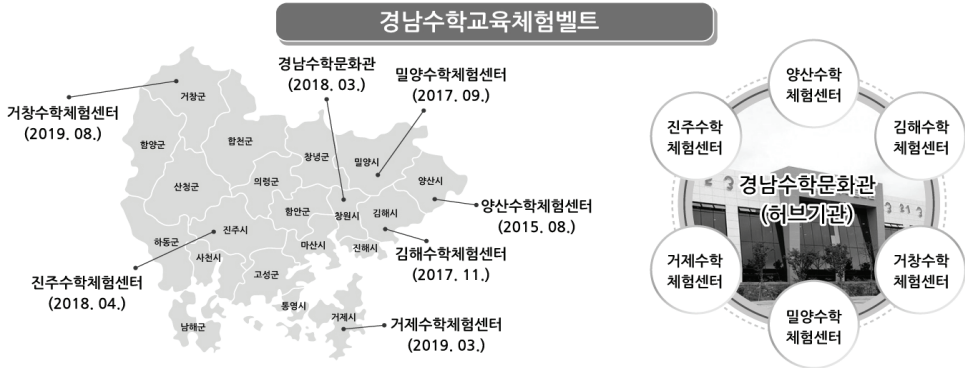 경남수학교육체험벨트
경남수학문화관
(2018. 03.)
밀양수학체험센터
(2017. 09.)
거창수학체험센터
(2019. 08.)
거창군
함양군
합천군
창녕군
밀양시
산청군
의령군
양산시
함안군
창원시
김해시
양산수학체험센터
(2015. 08.)
하동군
진주시
사천시
마산시
진해시
김해수학체험센터
(2017. 11.)
진주수학체험센터
(2018. 04.)
고성군
통영시
거제시
남해군
거제수학체험센터
(2019. 03.)
양산수학
체험센터
진주수학
체험센터
김해수학
체험센터
경남수학문화관
(허브기관)
거제수학
체험센터
거창수학
체험센터
밀양수학
체험센터